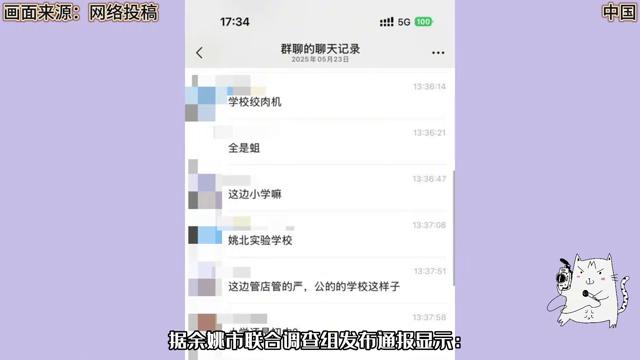 画面来源：网络投稿
中国
17:34
5G
100
群聊的聊天记录
2025年05月23日
13:36:14
学校绞肉机
13:36:21
全是蛆
13:36:47
这边小学嘛
13:37:08
姚北实验学校
13:37:51
这边管店管的严，公的的学校这样子
13:37:58
据余姚市联合调查组发布通报显示：